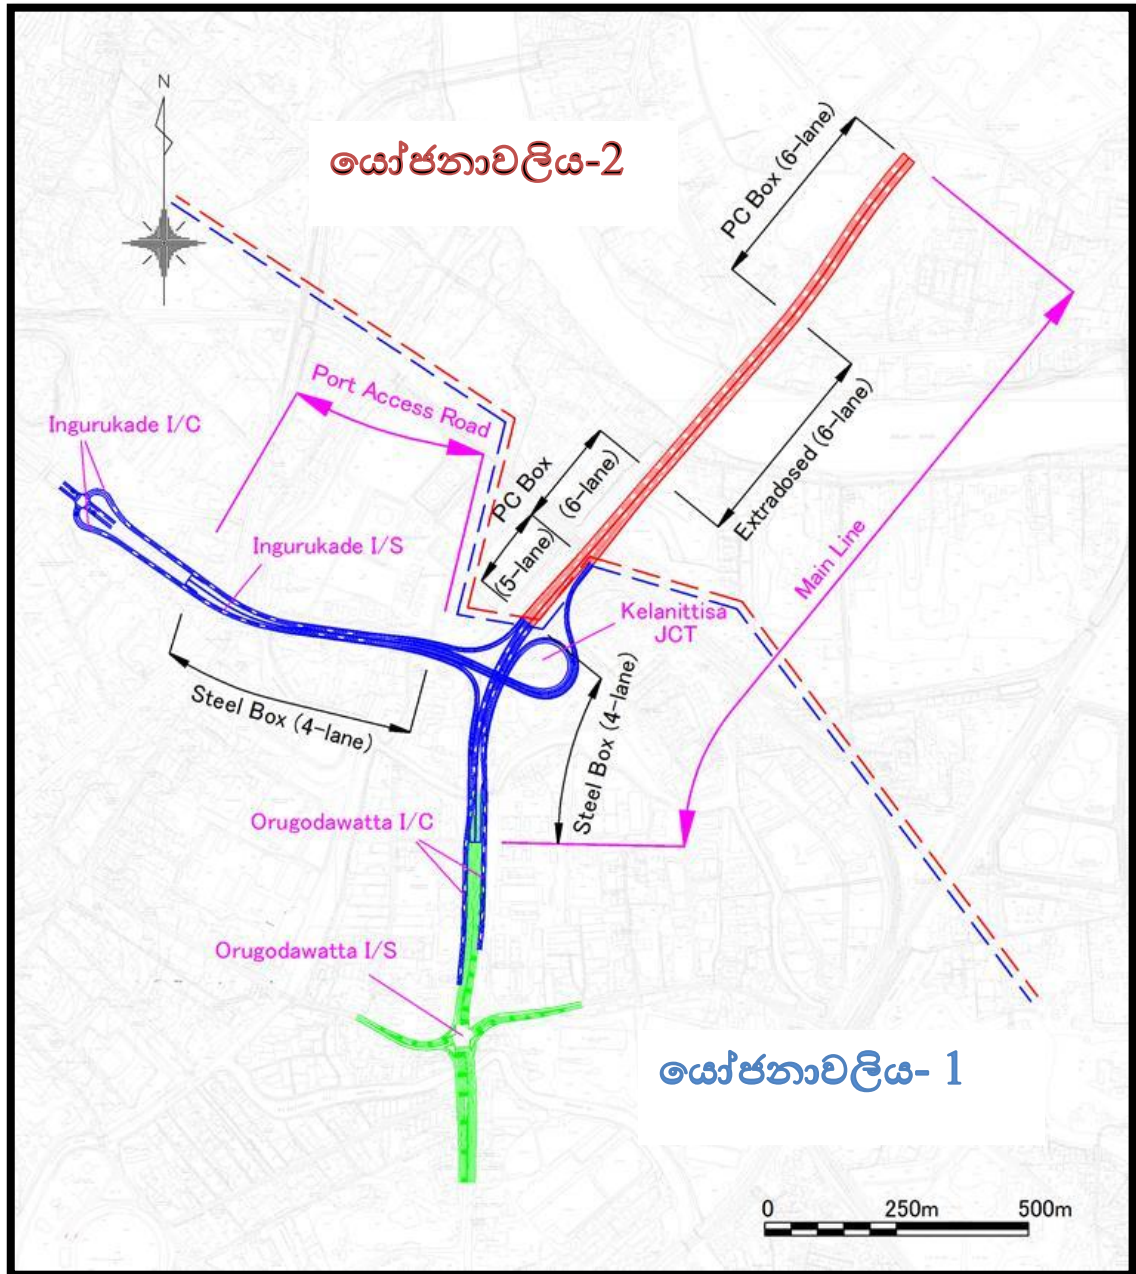 N
යෝජනාවලිය-2
PC Box (6-lane)
Port Access Road
Ingurukade I/C
PC Box
(6-lane)
(5-lane)
Extradosed (6-lane)
Main Line
Ingurukade I/S
Kelanittisa
JCT
Steel Box (4-lane)
Steel Box (4-lane)
Orugodawatta I/C
Orugodawatta I/S
යෝජනාවලිය- 1
0 250m 500m